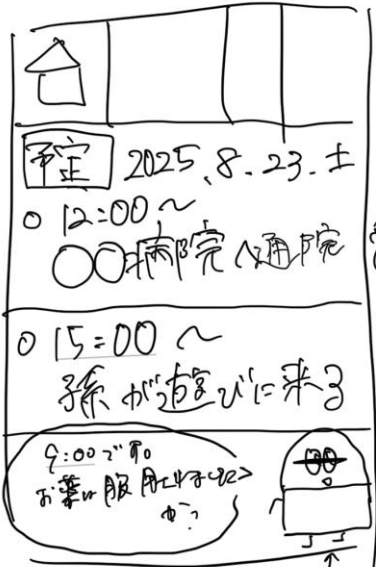 予定 2025.8.23.土
○ 12:00〜
○○病院へ通院
○ 15:00〜
孫が遊びに来る
9:00です。
お薬は服用しましたか?